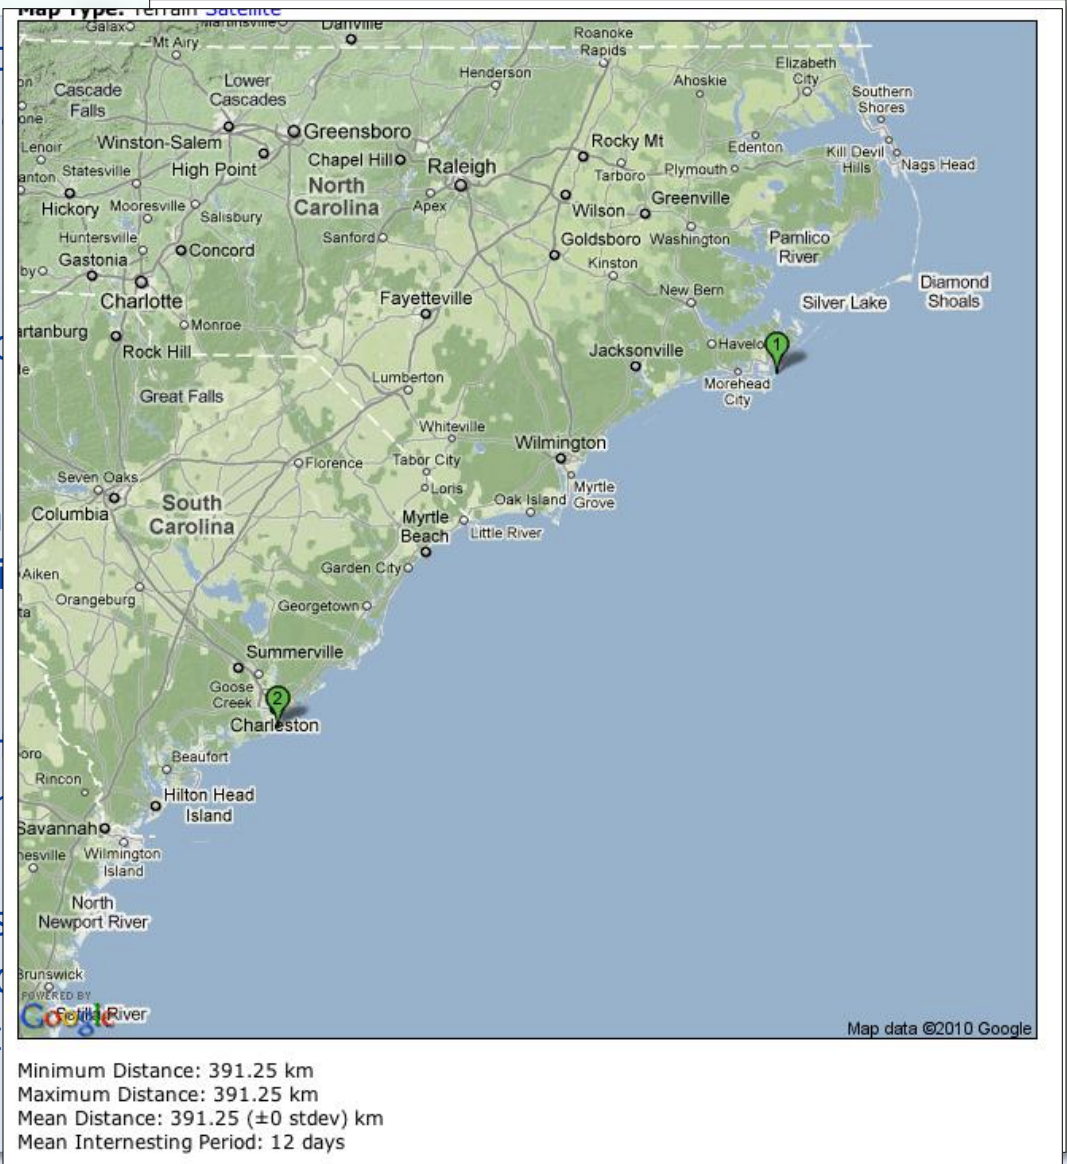 Map Type: Terrain Satellite
Galax
Martinsville
Danville
Mt Airy
Roanoke
Rapids
Henderson
Ahoskie
Elizabeth
City
Cascade
Falls
Lower
Cascades
Southern
Shores
Greensboro
Winston-Salem
Lenoir
Statesville
High Point
Chapel Hill
Raleigh
Rocky Mt
Tarboro
Edenton
Plymouth
Kill Devil
Hills
Nags Head
North
Carolina
Hickory
Mooresville
Salisbury
Apex
Wilson
Greenville
Huntersville
Concord
Sanford
Goldsboro
Washington
Pamlico
River
Gastonia
Kinston
Charlotte
Fayetteville
New Bern
Silver Lake
Diamond
Shoals
artanburg
Monroe
Rock Hill
Jacksonville
Havelo
1
Morehead
City
Great Falls
Lumberton
Whiteville
Wilmington
Seven Oaks
Florence
Tabor City
Loris
Oak Island
Myrtle
Grove
Columbia
South
Carolina
Myrtle
Beach
Little River
Aiken
Garden City
Orangeburg
Georgetown
Summerville
Goose
Creek
2
Charleston
Beaufort
Rincon
Hilton Head
Island
Savannah
nesville
Wilmington
Island
North
Newport River
Brunswick
POWERED BY
Google
Satilla River
Map data ©2010 Google
Minimum Distance: 391.25 km
Maximum Distance: 391.25 km
Mean Distance: 391.25 (±0 stdev) km
Mean Internesting Period: 12 days